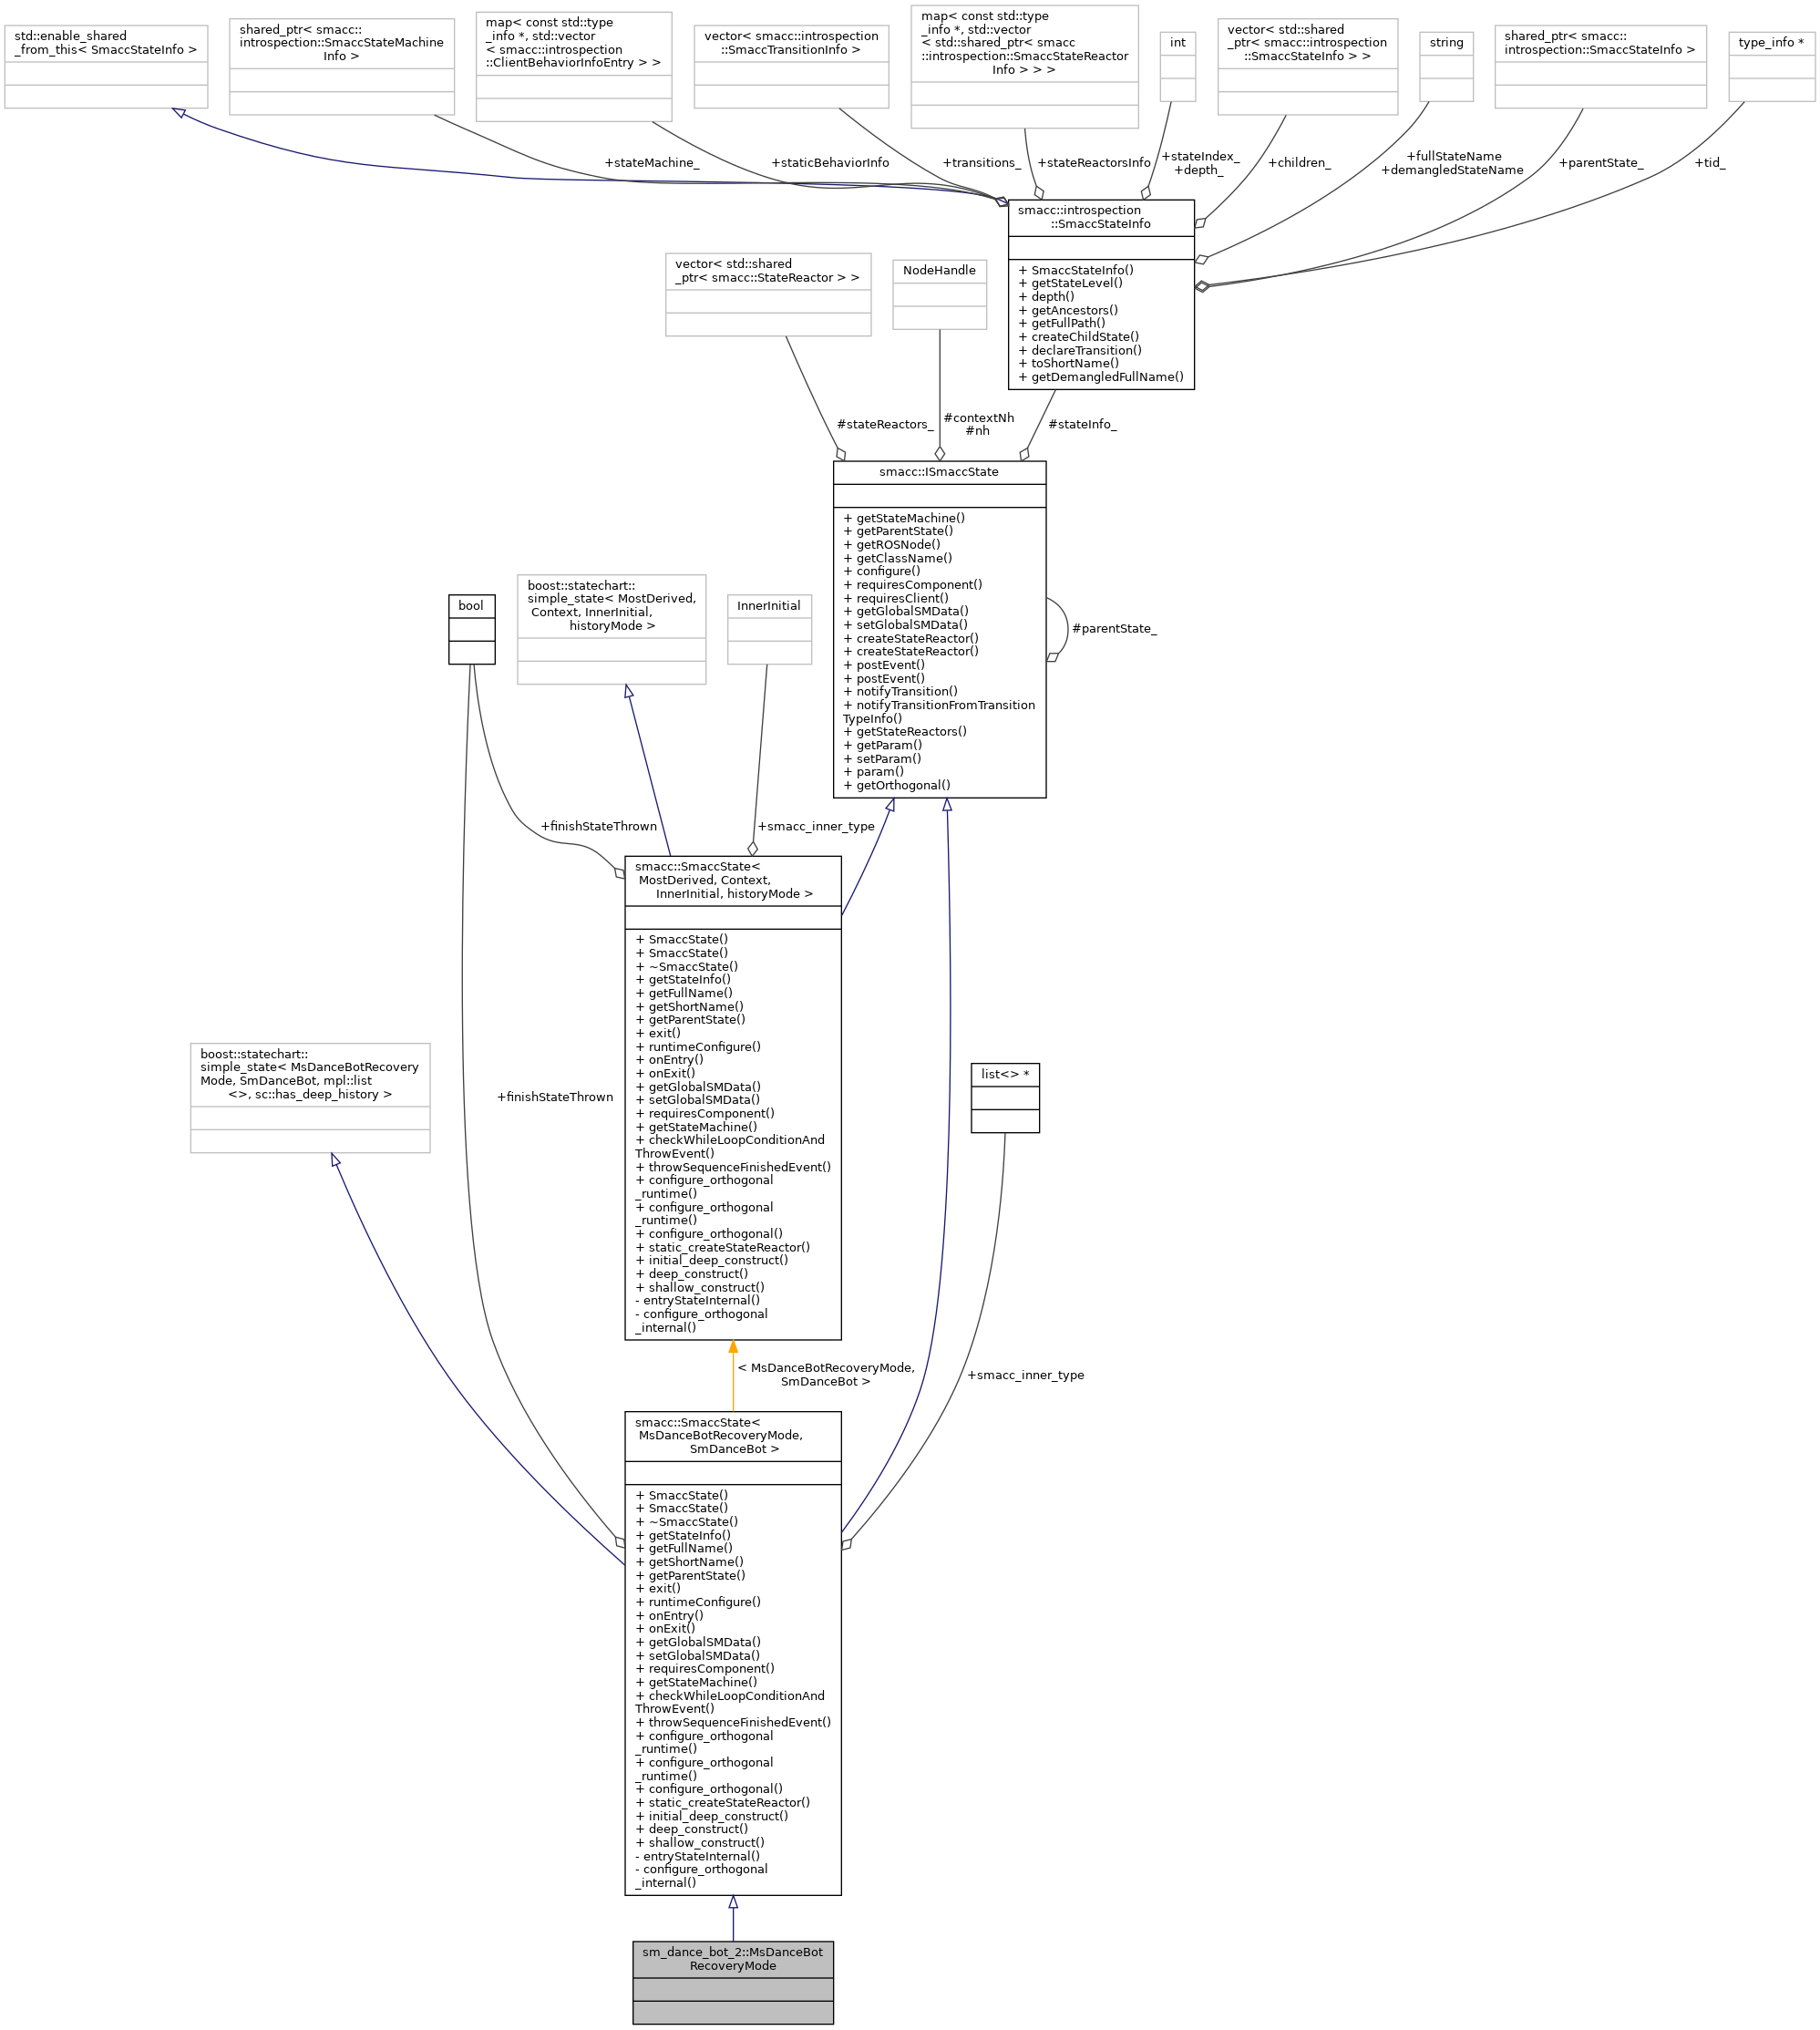 std::enable_shared
_from_this< SmaccStateInfo >
shared_ptr< smacc::
introspection::SmaccStateMachine
Info >
map< const std::type
_info *, std::vector
< smacc::introspection
::ClientBehaviorInfoEntry > >
vector< smacc::introspection
::SmaccTransitionInfo >
map< const std::type
_info *, std::vector
< std::shared_ptr< smacc
::introspection::SmaccStateReactor
Info > > >
int
vector< std::shared
_ptr< smacc::introspection
::SmaccStateInfo > >
string
shared_ptr< smacc::
introspection::SmaccStateInfo >
type_info *
+stateMachine_
+staticBehaviorInfo
+transitions_
+stateReactorsInfo
+stateIndex_
+depth_
+children_
+fullStateName
+demangledStateName
+parentState_
+tid_
smacc::introspection
::SmaccStateInfo
+ SmaccStateInfo()
+ getStateLevel()
+ depth()
+ getAncestors()
+ getFullPath()
+ createChildState()
+ declareTransition()
+ toShortName()
+ getDemangledFullName()
vector< std::shared
_ptr< smacc::StateReactor > >
NodeHandle
#stateReactors_
#contextNh
#nh
#stateInfo_
smacc::ISmaccState
+ getStateMachine()
+ getParentState()
+ getROSNode()
+ getClassName()
+ configure()
+ requiresComponent()
+ requiresClient()
+ getGlobalSMData()
+ setGlobalSMData()
+ createStateReactor()
+ createStateReactor()
+ postEvent()
+ postEvent()
+ notifyTransition()
+ notifyTransitionFromTransition
TypeInfo()
+ getStateReactors()
+ getParam()
+ setParam()
+ param()
+ getOrthogonal()
#parentState_
bool
boost::statechart::
simple_state< MostDerived,
Context, InnerInitial,
historyMode >
InnerInitial
+finishStateThrown
+smacc_inner_type
smacc::SmaccState<
MostDerived, Context,
InnerInitial, historyMode >
+ SmaccState()
+ SmaccState()
+ ~SmaccState()
+ getStateInfo()
+ getFullName()
+ getShortName()
+ getParentState()
+ exit()
+ runtimeConfigure()
+ onEntry()
+ onExit()
+ getGlobalSMData()
+ setGlobalSMData()
+ requiresComponent()
+ getStateMachine()
+ checkWhileLoopConditionAnd
ThrowEvent()
+ throwSequenceFinishedEvent()
+ configure_orthogonal
_runtime()
+ configure_orthogonal
_runtime()
+ configure_orthogonal()
+ static_createStateReactor()
+ initial_deep_construct()
+ deep_construct()
+ shallow_construct()
- entryStateInternal()
- configure_orthogonal
_internal()
boost::statechart::
simple_state< MsDanceBotRecovery
Mode, SmDanceBot, mpl::list
<>, sc::has_deep_history >
+finishStateThrown
list<> *
< MsDanceBotRecoveryMode,
SmDanceBot >
+smacc_inner_type
smacc::SmaccState<
MsDanceBotRecoveryMode,
SmDanceBot >
+ SmaccState()
+ SmaccState()
+ ~SmaccState()
+ getStateInfo()
+ getFullName()
+ getShortName()
+ getParentState()
+ exit()
+ runtimeConfigure()
+ onEntry()
+ onExit()
+ getGlobalSMData()
+ setGlobalSMData()
+ requiresComponent()
+ getStateMachine()
+ checkWhileLoopConditionAnd
ThrowEvent()
+ throwSequenceFinishedEvent()
+ configure_orthogonal
_runtime()
+ configure_orthogonal
_runtime()
+ configure_orthogonal()
+ static_createStateReactor()
+ initial_deep_construct()
+ deep_construct()
+ shallow_construct()
- entryStateInternal()
- configure_orthogonal
_internal()
sm_dance_bot_2::MsDanceBot
RecoveryMode